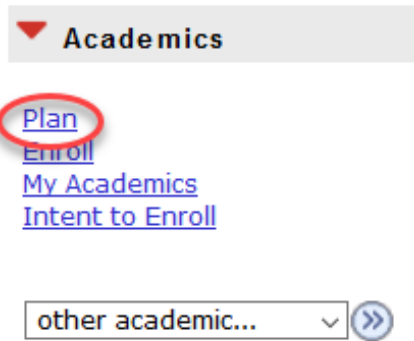 Academics
Plan
Enroll
My Academics
Intent to Enroll
other academic...